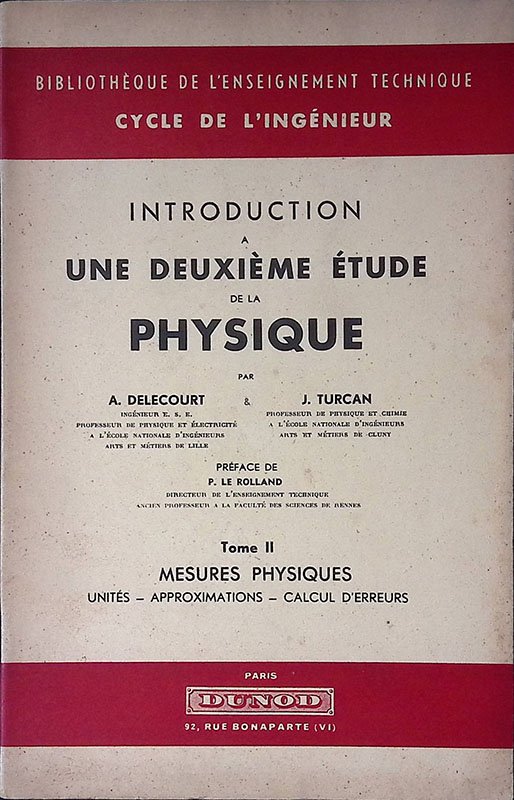 BIBLIOTHÈQUE DE L'ENSEIGNEMENT TECHNIQUE
CYCLE DE L'INGÉNIEUR
INTRODUCTION
A
UNE DEUXIÈME ÉTUDE
DE LA
PHYSIQUE
PAR
A. DELECOURT & J. TURCAN
INGÉNIEUR E. S. E. PROFESSEUR DE PHYSIQUE ET CHIMIE
PROFESSEUR DE PHYSIQUE ET ÉLECTRICITÉ A L'ÉCOLE NATIONALE D'INGÉNIEURS
A L'ÉCOLE NATIONALE D'INGÉNIEURS ARTS ET MÉTIERS DE CLUNY
ARTS ET MÉTIERS DE LILLE
PRÉFACE DE
P. LE ROLLAND
DIRECTEUR DE L'ENSEIGNEMENT TECHNIQUE
ANCIEN PROFESSEUR A LA FACULTÉ DES SCIENCES DE RENNES
Tome II
MESURES PHYSIQUES
UNITÉS – APPROXIMATIONS – CALCUL D'ERREURS
PARIS
DUNOD
92, RUE BONAPARTE (VI)